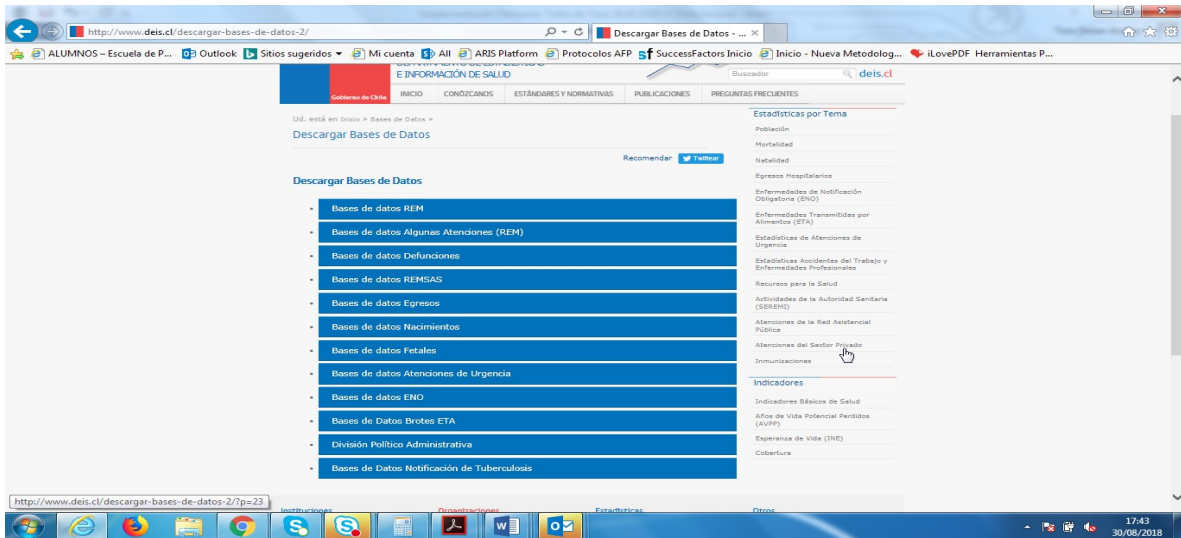 http://www.deis.cl/descargar-bases-de-datos-2/
Descargar Bases de Datos - ...
ALUMNOS – Escuela de P...
Outlook
Sitios sugeridos
Mi cuenta
All
ARIS Platform
Protocolos AFP
SuccessFactors Inicio
Inicio - Nueva Metodolog...
iLovePDF Herramientas P...
E INFORMACIÓN DE SALUD
Gobierno de Chile
Buscador
deis.cl
INICIO
CONÓZCANOS
ESTÁNDARES Y NORMATIVAS
PUBLICACIONES
PREGUNTAS FRECUENTES
Ud. está en Inicio » Bases de Datos »
Descargar Bases de Datos
Recomendar
Twittear
Descargar Bases de Datos
Bases de datos REM
Bases de datos Algunas Atenciones (REM)
Bases de datos Defunciones
Bases de datos REMSAS
Bases de datos Egresos
Bases de datos Nacimientos
Bases de datos Fetales
Bases de datos Atenciones de Urgencia
Bases de datos ENO
Bases de Datos Brotes ETA
División Político Administrativa
Bases de Datos Notificación de Tuberculosis
Estadísticas por Tema
Población
Mortalidad
Natalidad
Egresos Hospitalarios
Enfermedades de Notificación
Obligatoria (ENO)
Enfermedades Transmitidas por
Alimentos (ETA)
Estadísticas de Atenciones de
Urgencia
Estadísticas Accidentes del Trabajo y
Enfermedades Profesionales
Recursos para la Salud
Actividades de la Autoridad Sanitaria
(SEREMI)
Atenciones de la Red Asistencial
Pública
Atenciones del Sector Privado
Inmunizaciones
Indicadores
Indicadores Básicos de Salud
Años de Vida Potencial Perdidos
(AVPP)
Esperanza de Vida (INE)
Cobertura
http://www.deis.cl/descargar-bases-de-datos-2/?p=23
Instituciones
Organizaciones
Estadísticas
Otros
17:43
30/08/2018